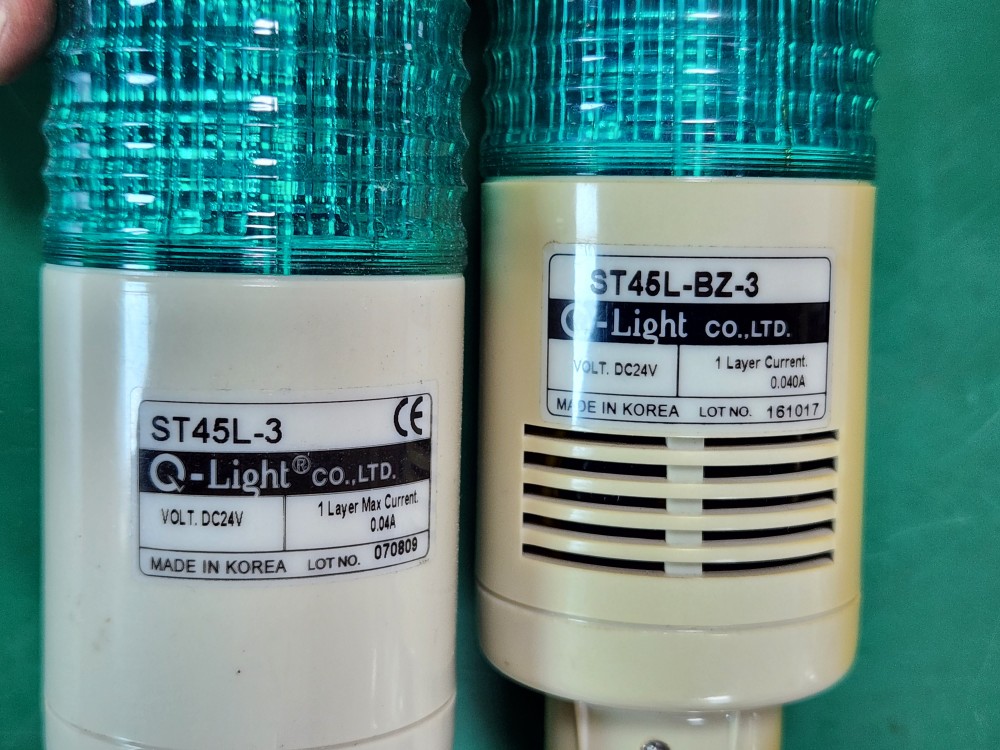 ST45L-3 CE
Q-Light® CO.,LTD.
VOLT. DC24V
1 Layer Max Current.
0.04A
MADE IN KOREA LOT NO. 070809
ST45L-BZ-3
Q-Light CO.,LTD.
VOLT. DC24V
1 Layer Current.
0.040A
MADE IN KOREA LOT NO. 161017